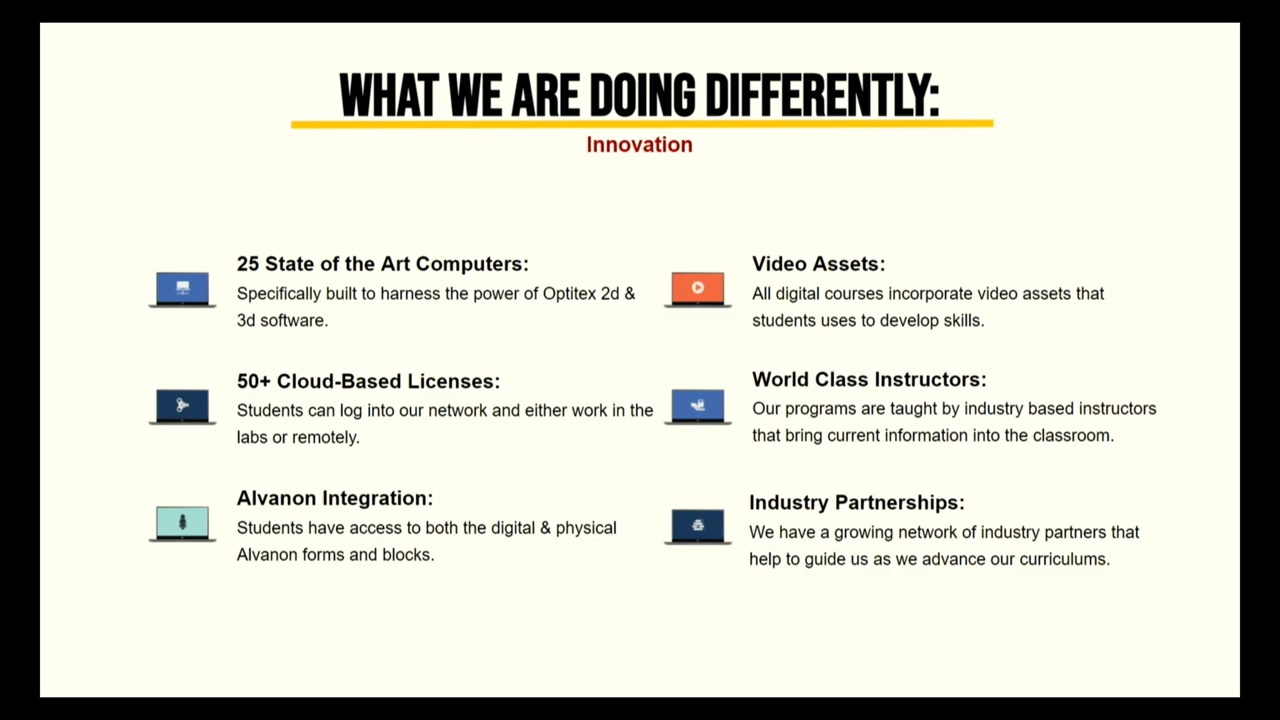 WHAT WE ARE DOING DIFFERENTLY:
Innovation
25 State of the Art Computers:
Specifically built to harness the power of Optitex 2d &
3d software.
50+ Cloud-Based Licenses:
Students can log into our network and either work in the
labs or remotely.
Alvanon Integration:
Students have access to both the digital & physical
Alvanon forms and blocks.
Video Assets:
All digital courses incorporate video assets that
students uses to develop skills.
World Class Instructors:
Our programs are taught by industry based instructors
that bring current information into the classroom.
Industry Partnerships:
We have a growing network of industry partners that
help to guide us as we advance our curriculums.